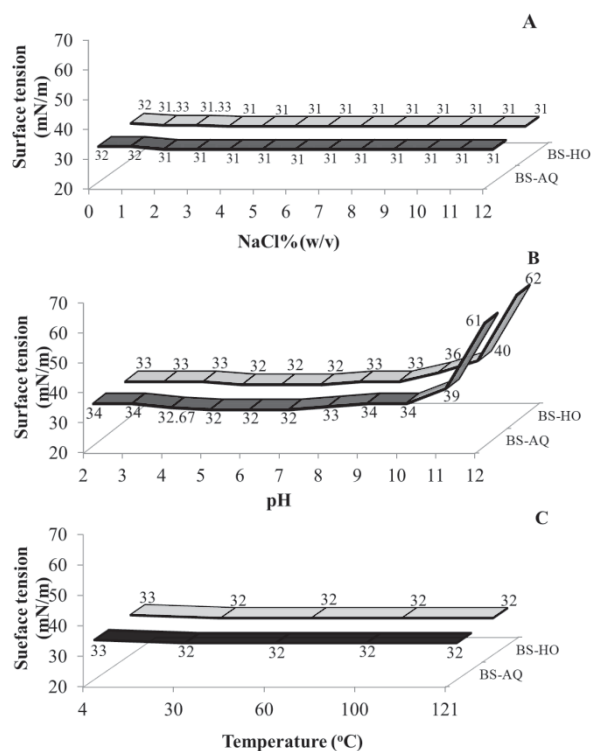 A
Surface tension
(mN/m)
70
60
50
40
30
20
32 31.33 31.33 31 31 31 31 31 31 31 31 31 31
32 32 31 31 31 31 31 31 31 31 31 31 31
BS-HO
BS-AQ
0 1 2 3 4 5 6 7 8 9 10 11 12
NaCl% (w/v)
B
Surface tension
(mN/m)
70
60
50
40
30
20
33 33 33 32 32 32 33 33 36 40 62
34 34 32.67 32 32 32 33 34 34 39 61
BS-HO
BS-AQ
2 3 4 5 6 7 8 9 10 11 12
pH
C
Sueface tension
(mN/m)
70
60
50
40
30
20
33 32 32 32 32
33 32 32 32 32
BS-HO
BS-AQ
4 30 60 100 121
Temperature (°C)